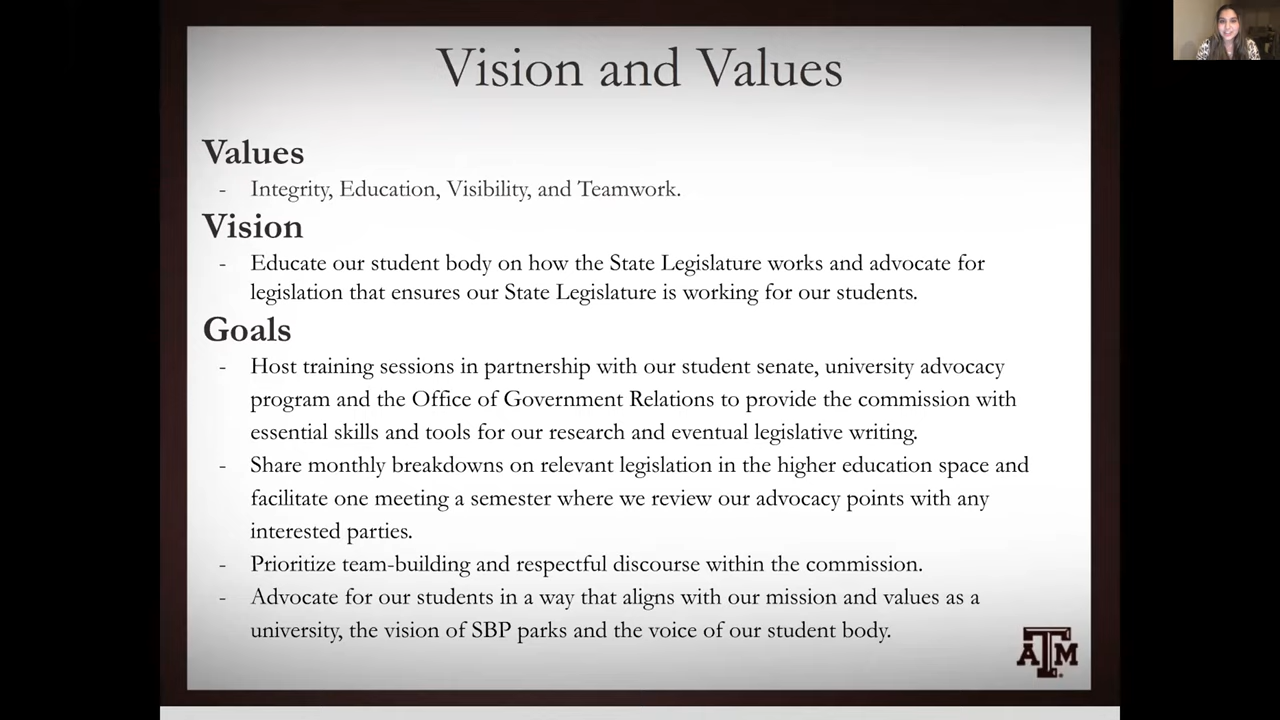 Vision and Values
Values
- Integrity, Education, Visibility, and Teamwork.
Vision
- Educate our student body on how the State Legislature works and advocate for
legislation that ensures our State Legislature is working for our students.
Goals
- Host training sessions in partnership with our student senate, university advocacy
program and the Office of Government Relations to provide the commission with
essential skills and tools for our research and eventual legislative writing.
- Share monthly breakdowns on relevant legislation in the higher education space and
facilitate one meeting a semester where we review our advocacy points with any
interested parties.
- Prioritize team-building and respectful discourse within the commission.
- Advocate for our students in a way that aligns with our mission and values as a
university, the vision of SBP parks and the voice of our student body.
ATM